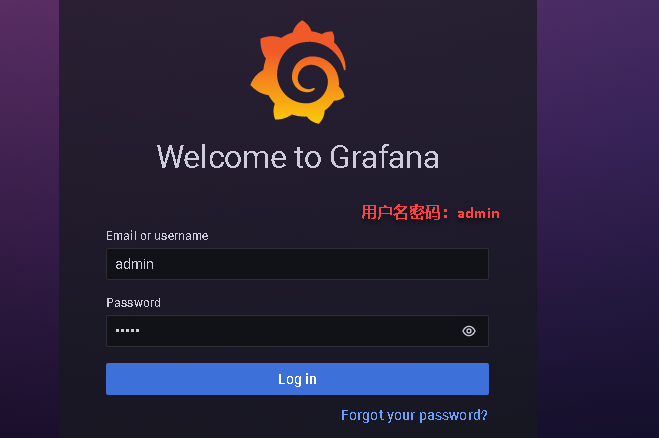 Welcome to Grafana
用户名密码：admin
Email or username
admin
Password
•••••
Log in
Forgot your password?